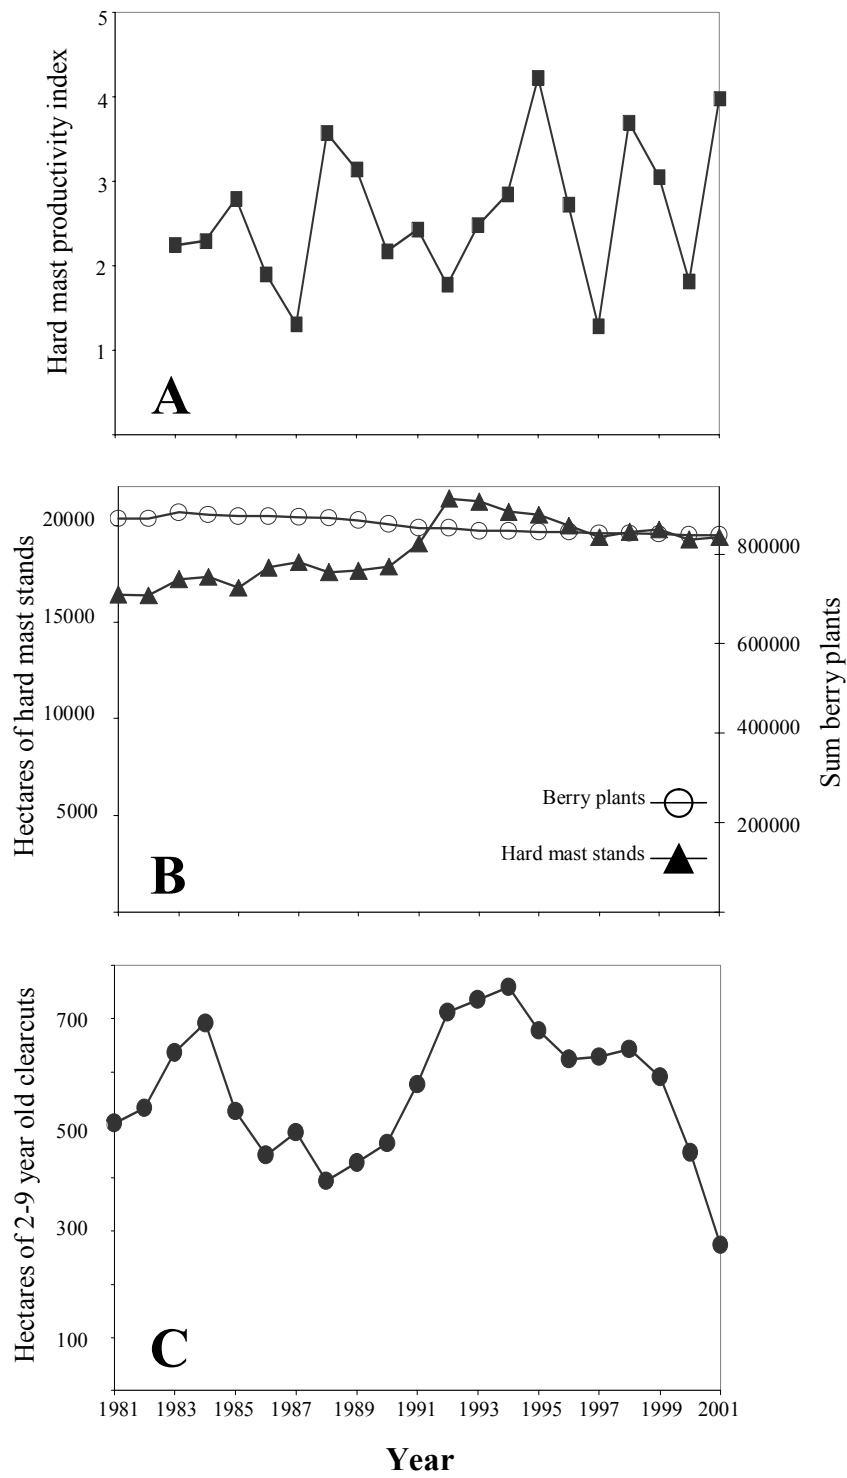 Hard mast productivity index
5
4
3
2
1
A
Hectares of hard mast stands
20000
15000
10000
5000
800000
600000
400000
200000
Sum berry plants
Berry plants
Hard mast stands
B
Hectares of 2-9 year old clearcuts
700
500
300
100
C
1981 1983 1985 1987 1989 1991 1993 1995 1997 1999 2001
Year